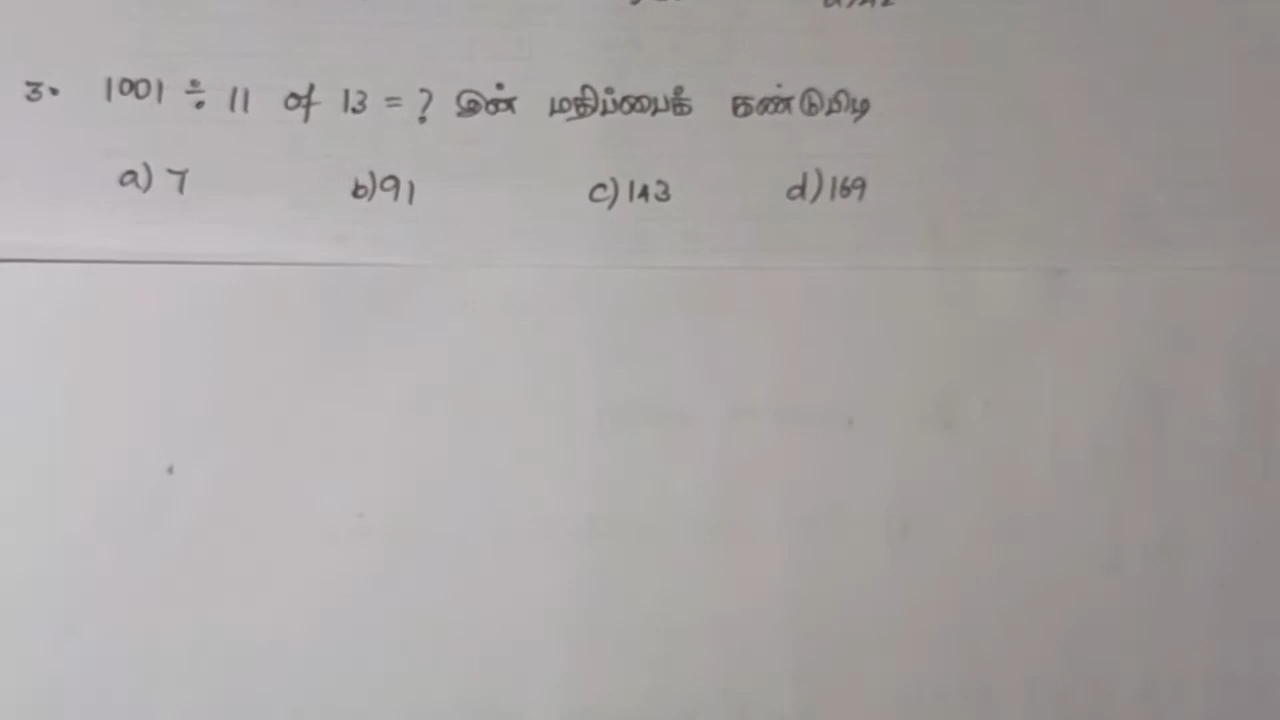 3. 1001 ÷ 11 of 13 = ? இன் மதிப்பைக் கண்டுபிடி
a) 7 b) 91 c) 143 d) 169